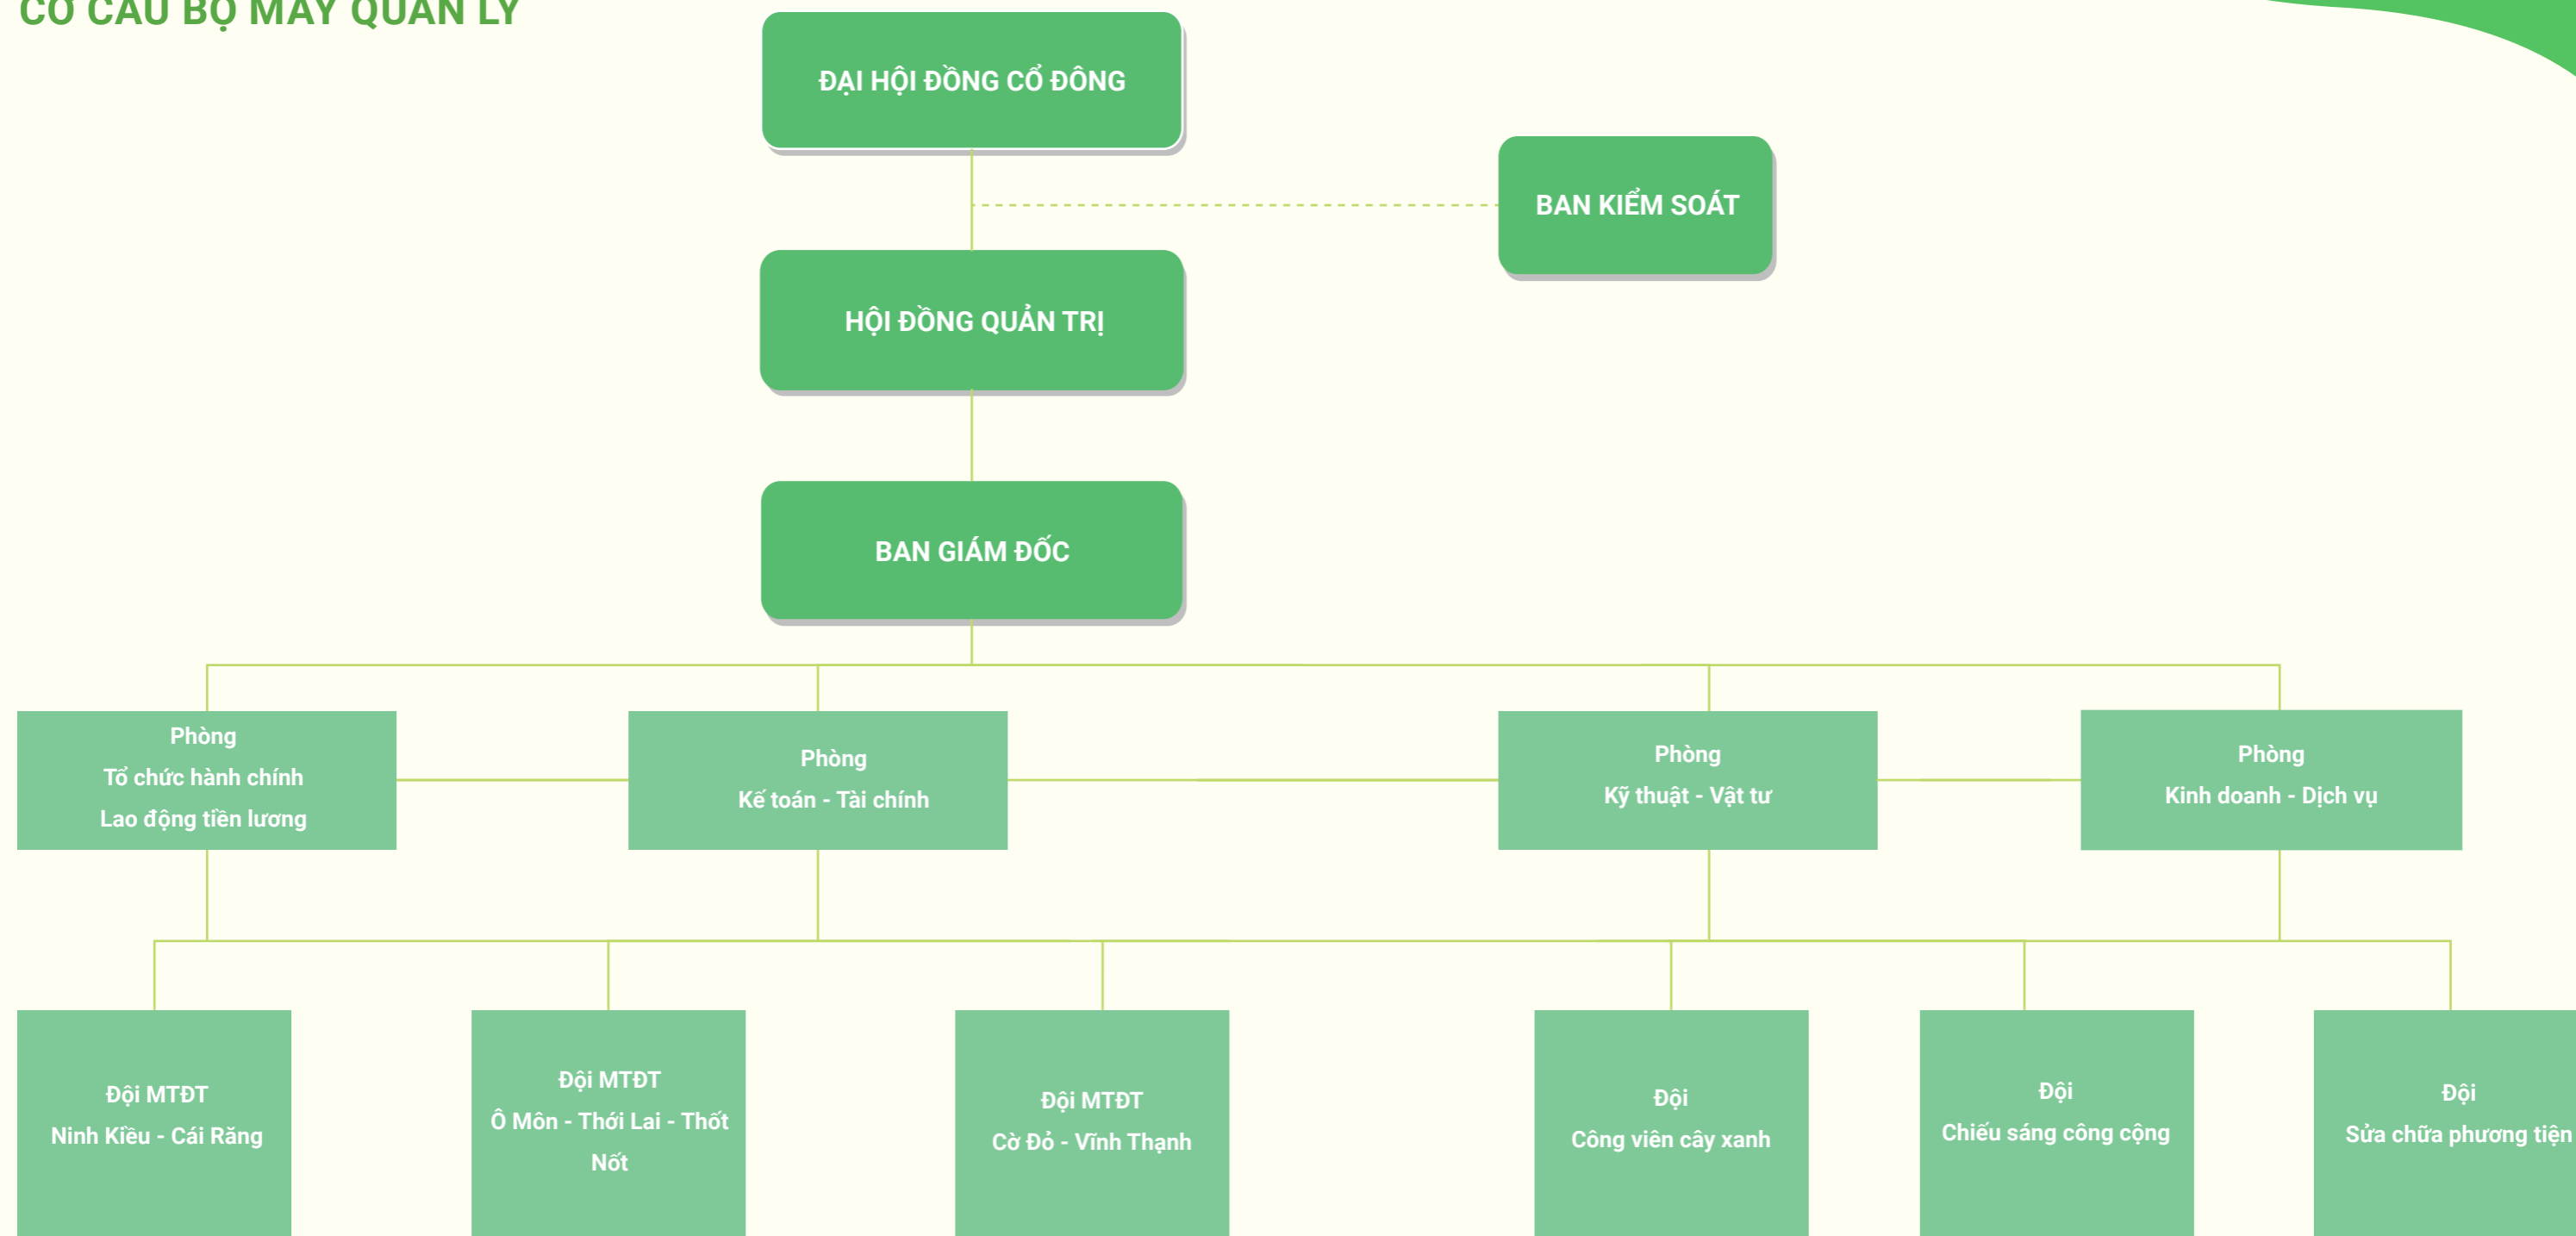 CƠ CẤU BỘ MÁY QUẢN LÝ
ĐẠI HỘI ĐỒNG CỔ ĐÔNG
BAN KIỂM SOÁT
HỘI ĐỒNG QUẢN TRỊ
BAN GIÁM ĐỐC
Phòng
Tổ chức hành chính
Lao động tiền lương
Phòng
Kế toán - Tài chính
Phòng
Kỹ thuật - Vật tư
Phòng
Kinh doanh - Dịch vụ
Đội MTĐT
Ninh Kiều - Cái Răng
Đội MTĐT
Ô Môn - Thới Lai - Thốt
Nốt
Đội MTĐT
Cờ Đỏ - Vĩnh Thạnh
Đội
Công viên cây xanh
Đội
Chiếu sáng công cộng
Đội
Sửa chữa phương tiện